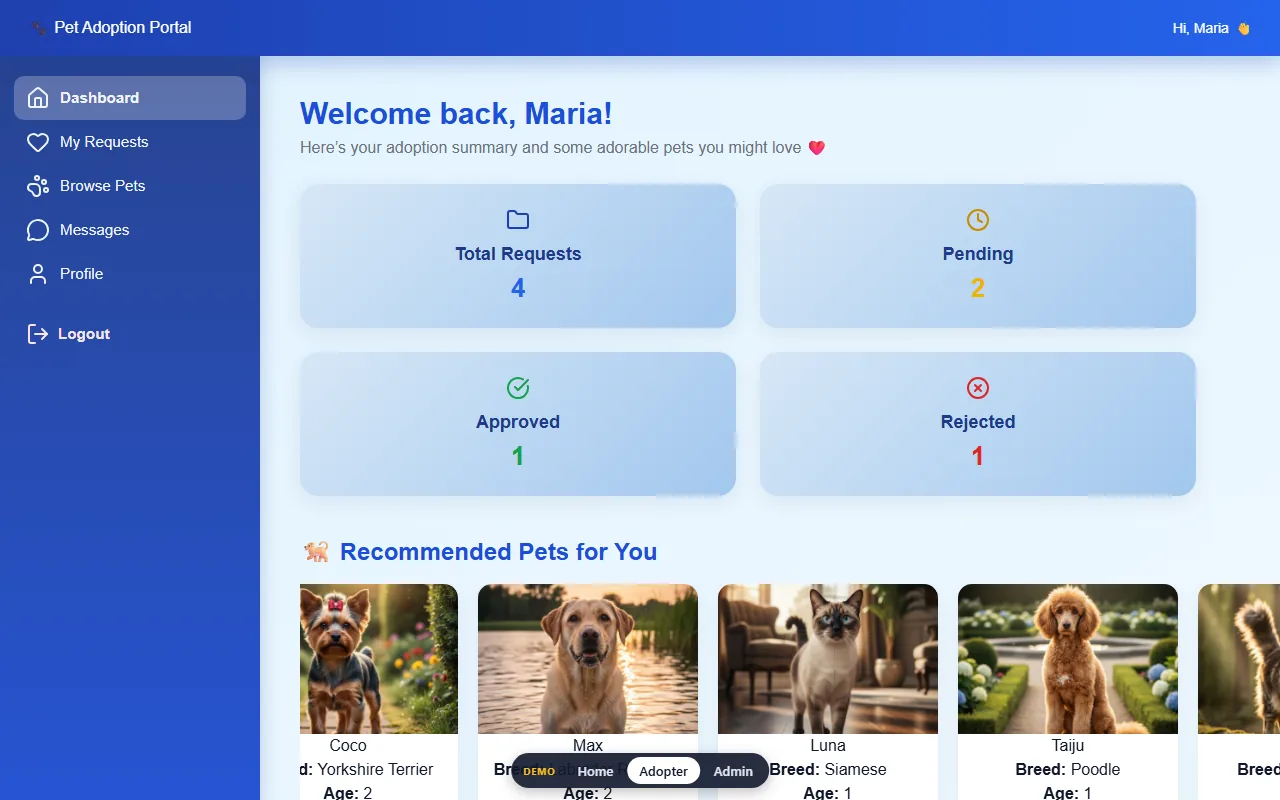 Pet Adoption Portal
Hi, Maria 👋
Dashboard
My Requests
Browse Pets
Messages
Profile
Logout
Welcome back, Maria!
Here's your adoption summary and some adorable pets you might love ❤️
Total Requests
4
Pending
2
Approved
1
Rejected
1
Recommended Pets for You
Coco
Max
Luna
Taiju
Yorkshire Terrier
Breed: Siamese
Breed: Poodle
Age: 2
Age: 2
Age: 1
Age: 1
DEMO Home Adopter Admin